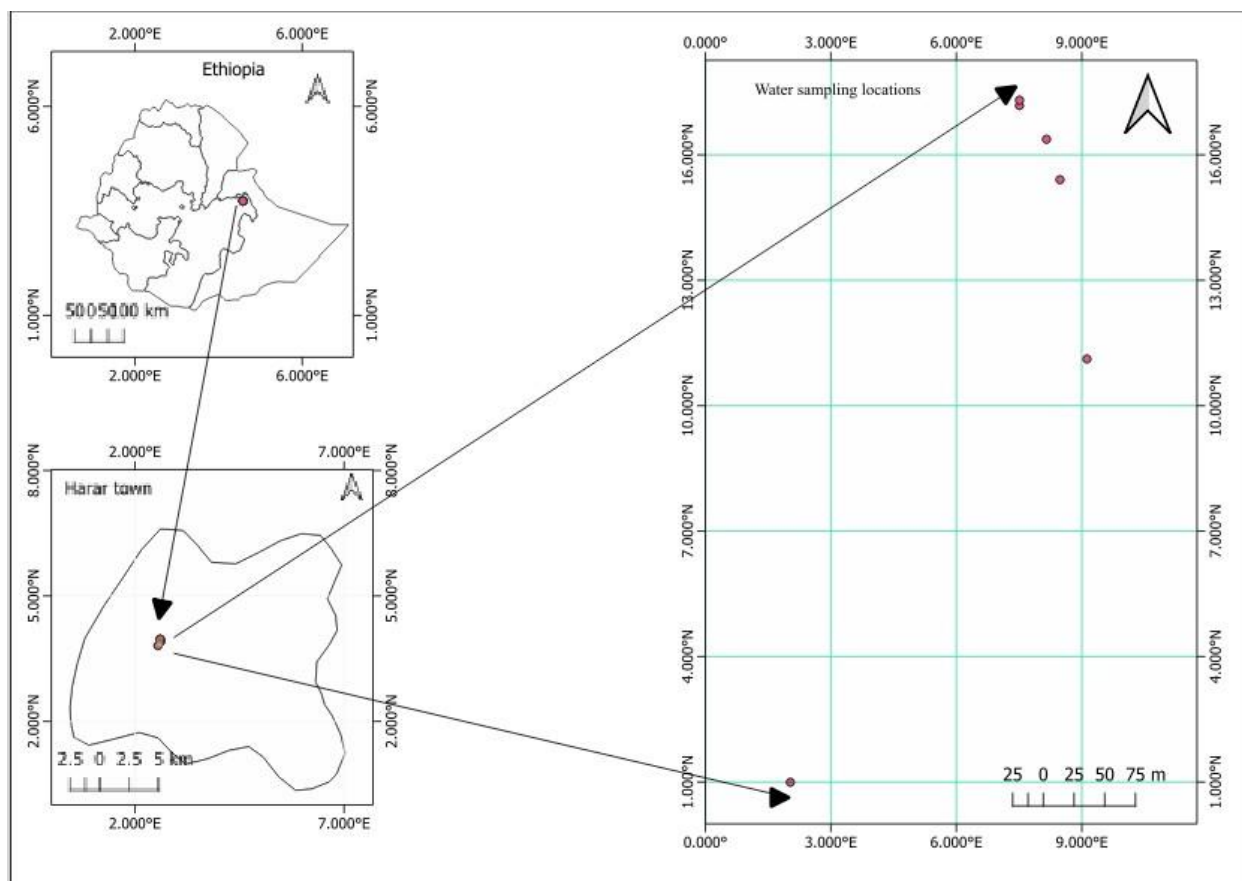 2.000°E 6.000°E
Ethiopia
6.000°N 6.000°N
1.000°N 1.000°N
km
2.000°E 6.000°E
2.000°E 7.000°E
Harar town
8.000°N 8.000°N
5.000°N 5.000°N
2.000°N 2.000°N
2.5 0 2.5 5 km
2.000°E 7.000°E
0.000° 3.000°E 6.000°E 9.000°E
Water sampling locations
16.000°N 16.000°N
13.000°N 13.000°N
10.000°N 10.000°N
7.000°N 7.000°N
4.000°N 4.000°N
1.000°N 1.000°N
25 0 25 50 75 m
0.000° 3.000°E 6.000°E 9.000°E